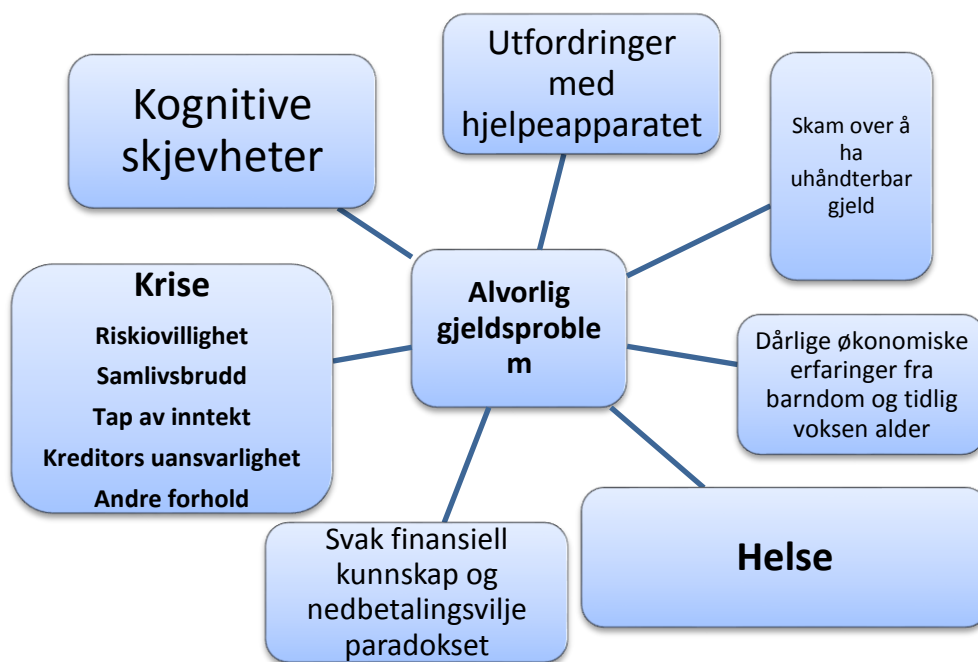 Kognitive
skjevheter
Utfordringer
med
hjelpeapparatet
Skam over å
ha
uhåndterbar
gjeld
Alvorlig
gjeldsproble
m
Krise
Riskiovillighet
Samlivsbrudd
Tap av inntekt
Kreditors uansvarlighet
Andre forhold
Dårlige økonomiske
erfaringer fra
barndom og tidlig
voksen alder
Svak finansiell
kunnskap og
nedbetalingsvilje
paradokset
Helse